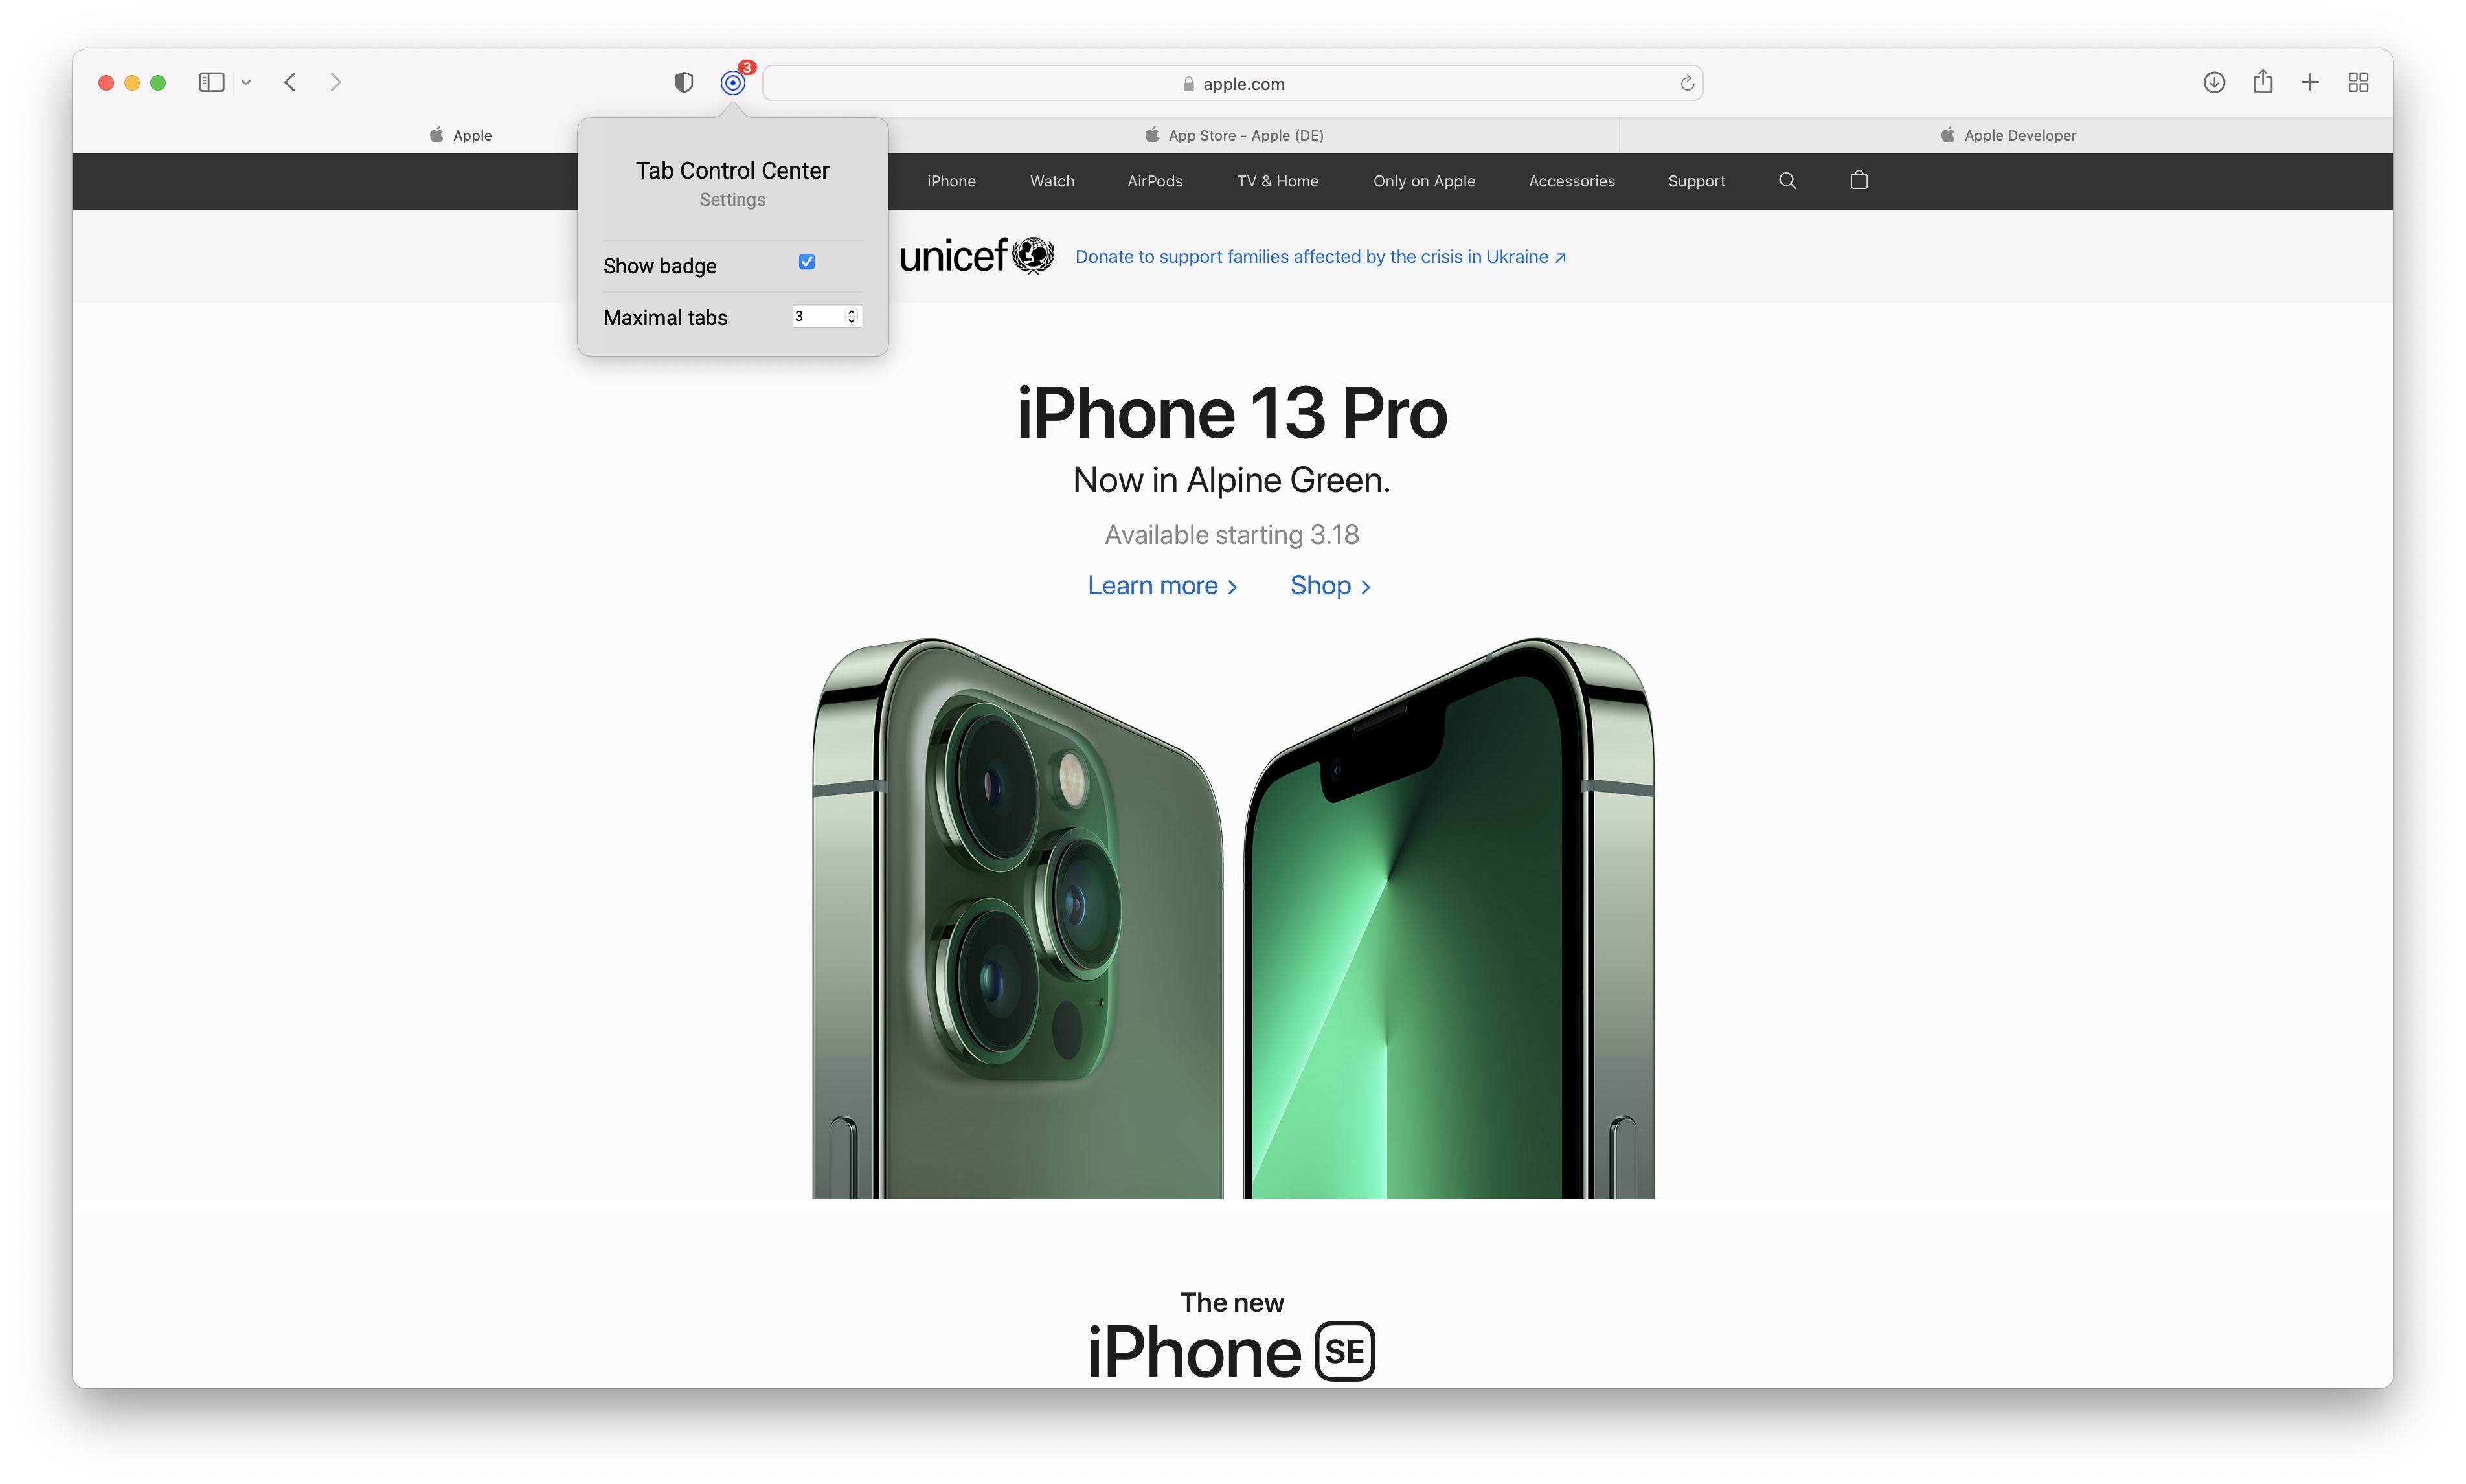 3
apple.com
Apple
App Store - Apple (DE)
Apple Developer
Tab Control Center
Settings
Show badge
Maximal tabs
3
iPhone
Watch
AirPods
TV & Home
Only on Apple
Accessories
Support
unicef
Donate to support families affected by the crisis in Ukraine
iPhone 13 Pro
Now in Alpine Green.
Available starting 3.18
Learn more
Shop
The new
iPhone SE